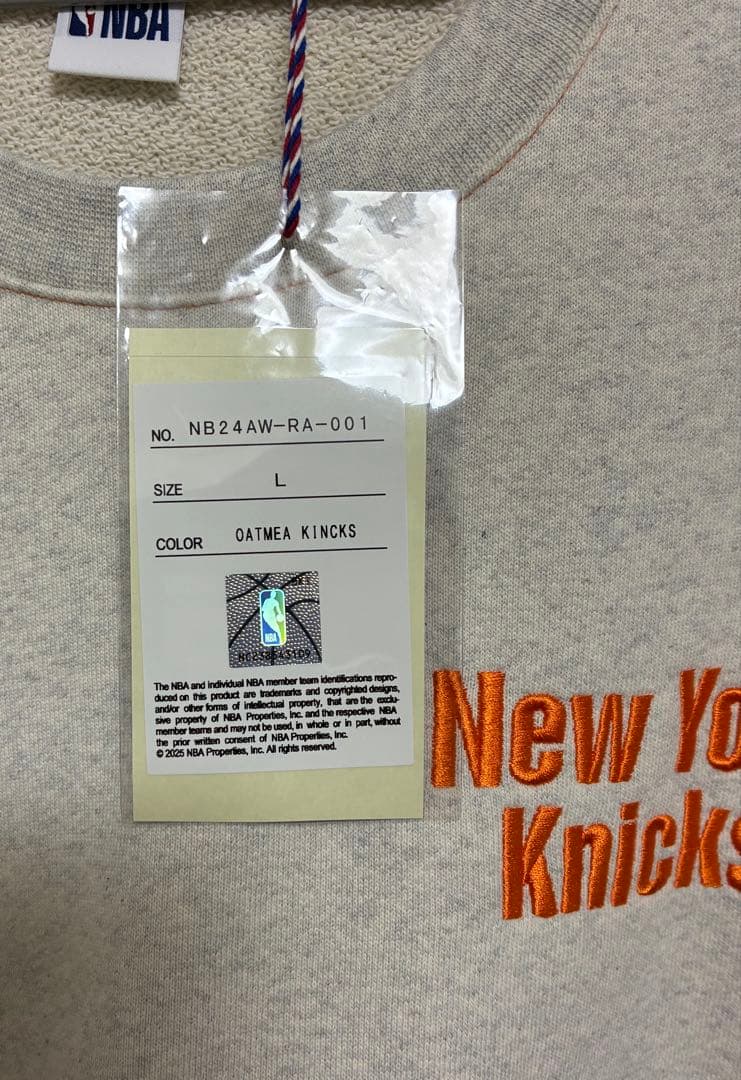 NBA
NO. NB24AW-RA-001
SIZE L
COLOR OATMEA KINCKS
NBA
The NBA and individual NBA member team identifications repro-
duced on this product are trademarks and copyrighted designs,
and/or other forms of intellectual property, that are the exclu-
sive property of NBA Properties, Inc. and the respective NBA
member teams and may not be used, in whole or in part, without
the prior written consent of NBA Properties, Inc.
© 2025 NBA Properties, Inc. All rights reserved.
New Yo
Knicks